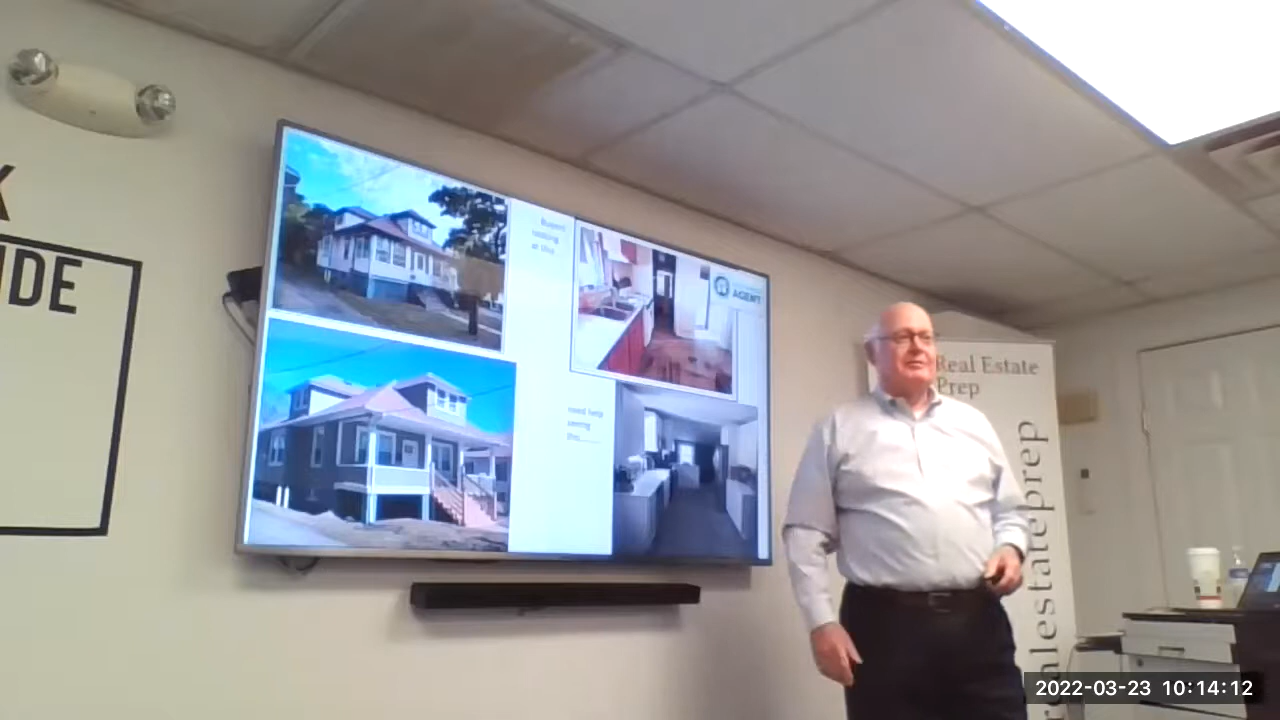 IDE
Buyers
looking
at this
AGENT
need help
seeing
this
Real Estate
Prep
realestateprep
2022-03-23 10:14:12